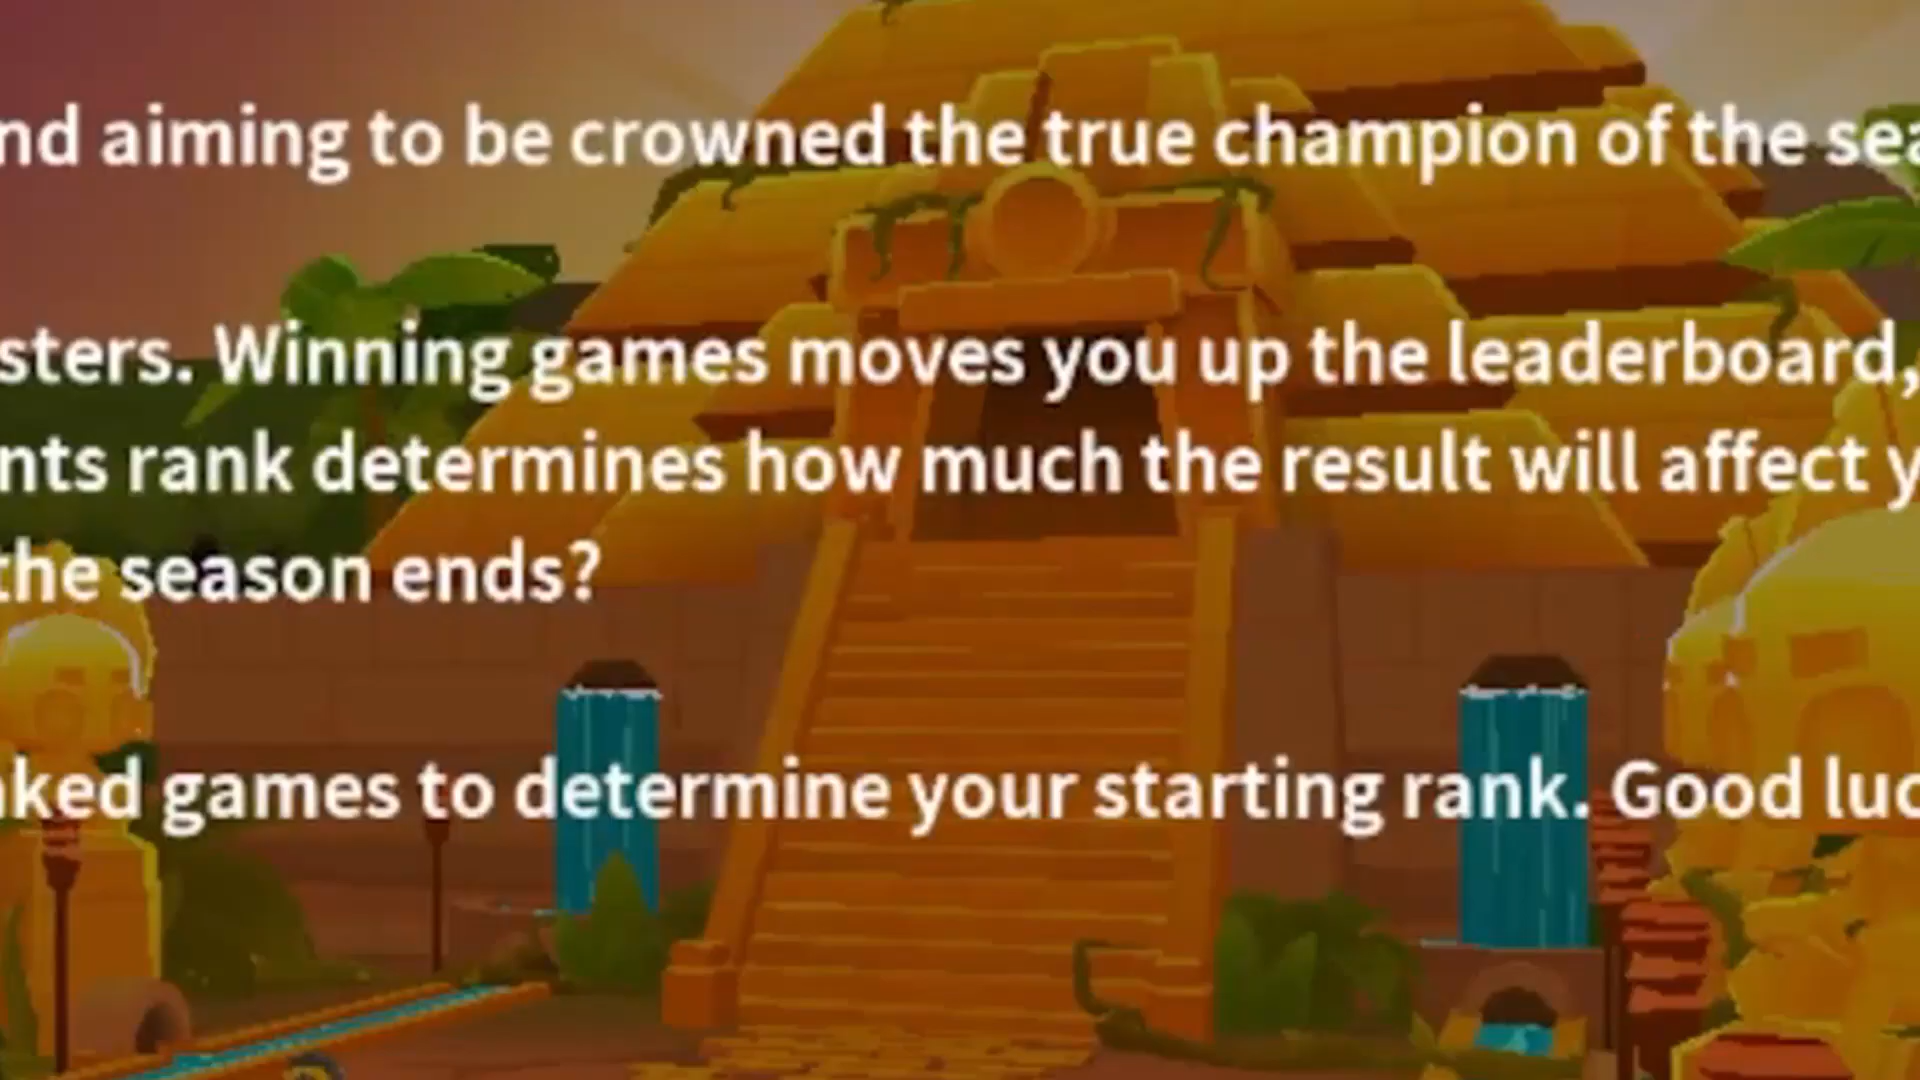 nd aiming to be crowned the true champion of the sea
sters. Winning games moves you up the leaderboard,
nts rank determines how much the result will affect y
the season ends?
ked games to determine your starting rank. Good luc